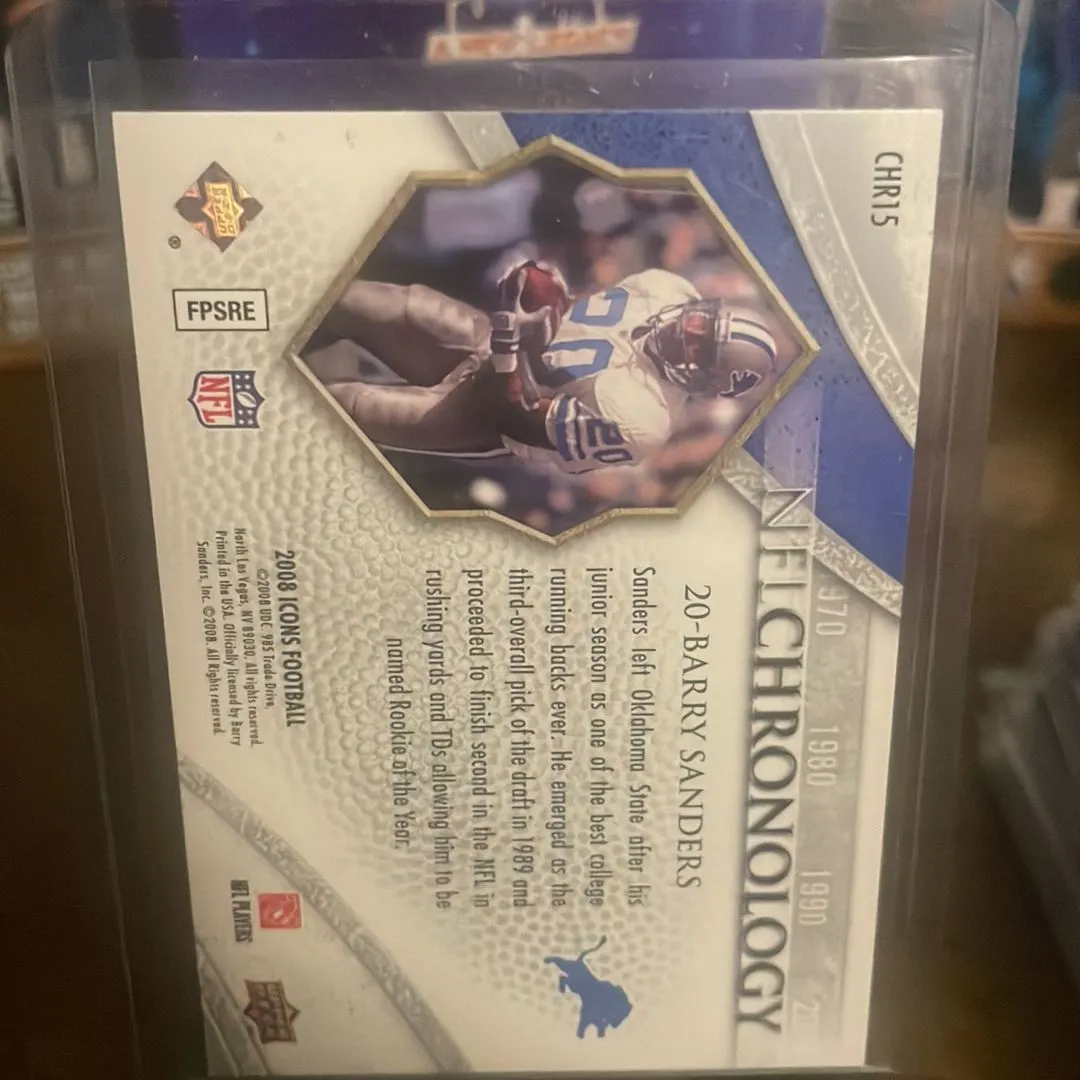 CHR15
1970 1980 1990
NFL CHRONOLOGY
20-BARRY SANDERS
Sanders left Oklahoma State after his
junior season as one of the best college
running backs ever. He emerged as the
third-overall pick of the draft in 1989 and
proceeded to finish second in the NFL in
rushing yards and TDs allowing him to be
named Rookie of the Year.
20
20
2008 ICONS FOOTBALL
©2008 UDC. 985 Trade Drive,
North Las Vegas, NV 89030. All rights reserved.
Printed in the USA. Officially licensed by Barry
Sanders, Inc. ©2008. All Rights reserved.
®
FPSRE
NFL
NFL PLAYERS